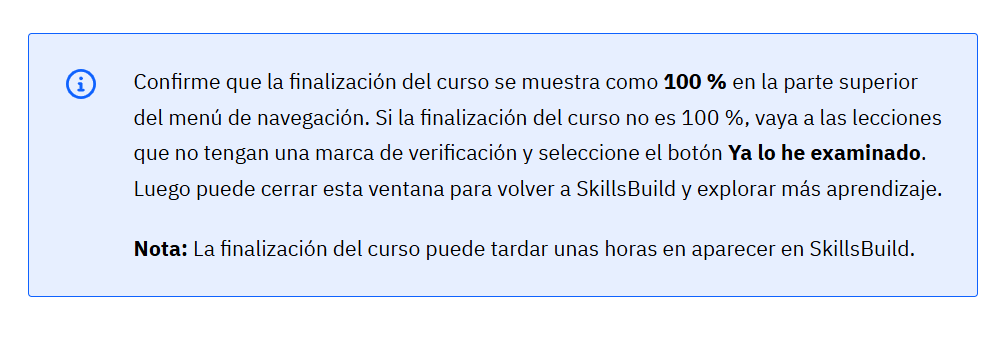 Confirme que la finalización del curso se muestra como 100 % en la parte superior
del menú de navegación. Si la finalización del curso no es 100 %, vaya a las lecciones
que no tengan una marca de verificación y seleccione el botón Ya lo he examinado.
Luego puede cerrar esta ventana para volver a SkillsBuild y explorar más aprendizaje.
Nota: La finalización del curso puede tardar unas horas en aparecer en SkillsBuild.